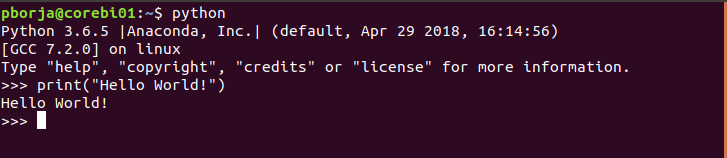 pborja@corebi01:~$ python
Python 3.6.5 |Anaconda, Inc.| (default, Apr 29 2018, 16:14:56)
[GCC 7.2.0] on linux
Type "help", "copyright", "credits" or "license" for more information.
>>> print("Hello World!")
Hello World!
>>>